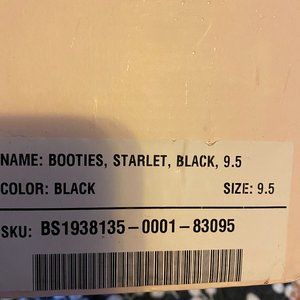 NAME: BOOTIES, STARLET, BLACK, 9.5
COLOR: BLACK SIZE: 9.5
SKU: BS1938135-0001-83095